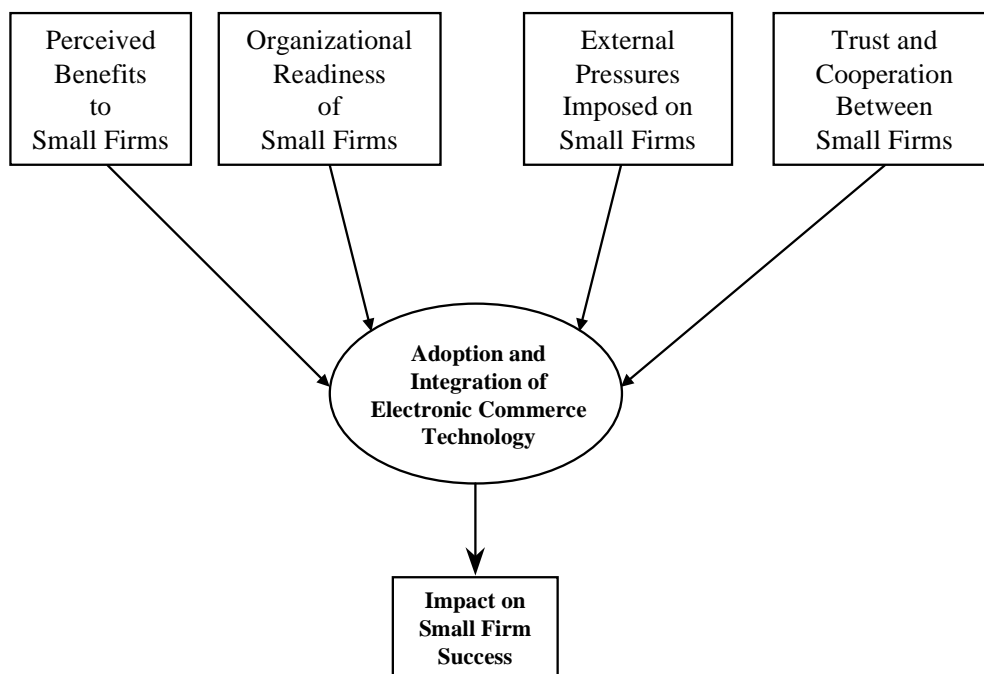 Perceived
Benefits
to
Small Firms
Organizational
Readiness
of
Small Firms
External
Pressures
Imposed on
Small Firms
Trust and
Cooperation
Between
Small Firms
Adoption and
Integration of
Electronic Commerce
Technology
Impact on
Small Firm
Success